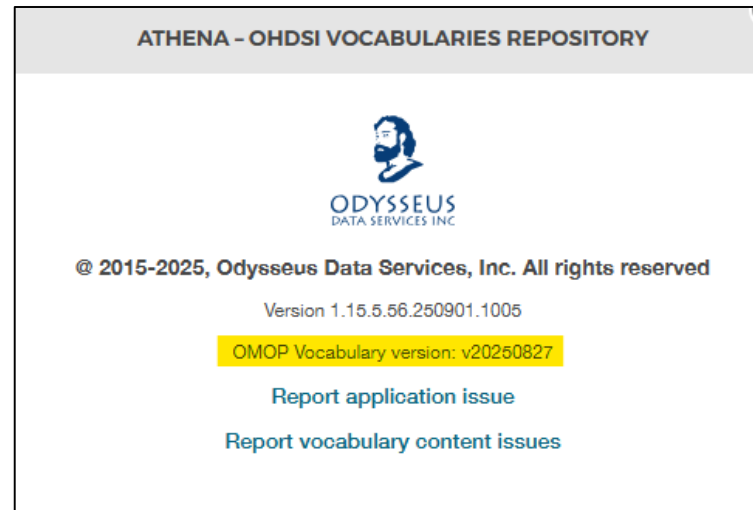 ATHENA – OHDSI VOCABULARIES REPOSITORY
ODYSSEUS
DATA SERVICES INC
@ 2015-2025, Odysseus Data Services, Inc. All rights reserved
Version 1.15.5.56.250901.1005
OMOP Vocabulary version: v20250827
Report application issue
Report vocabulary content issues